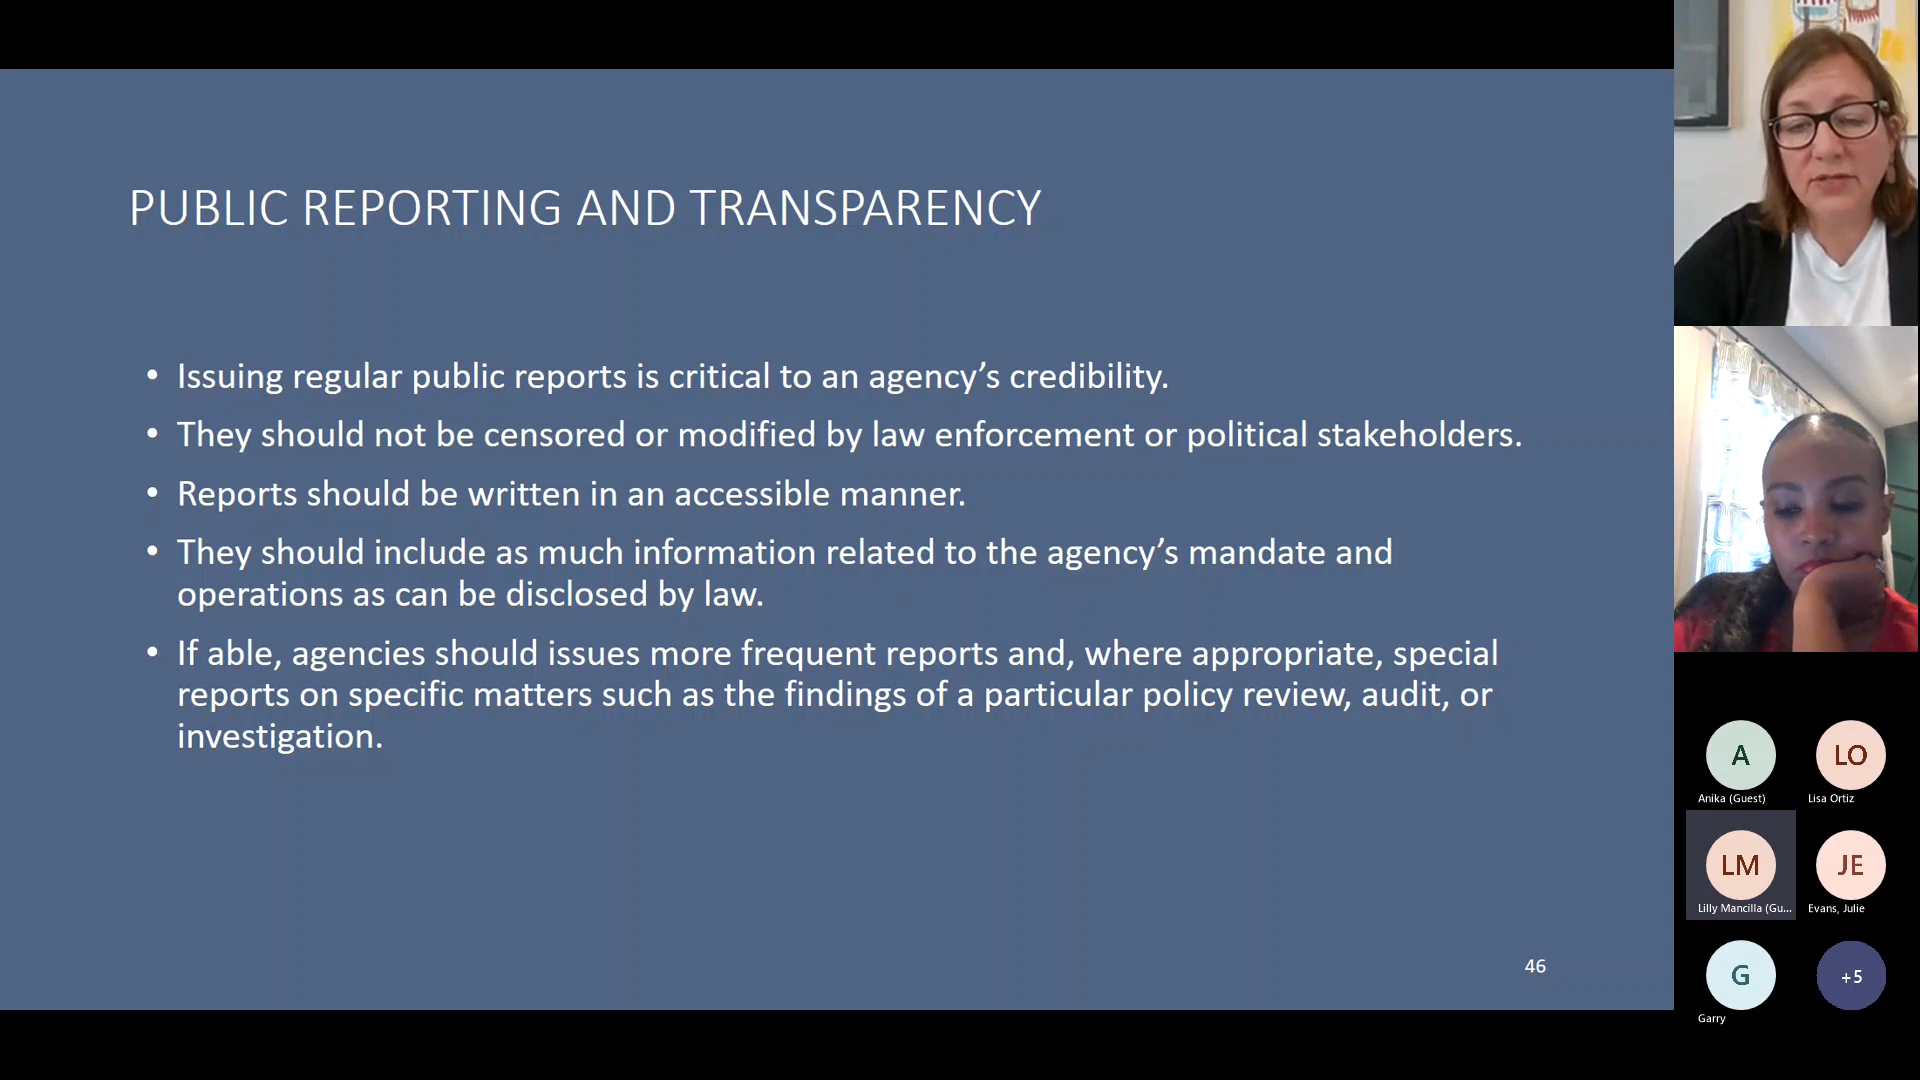 PUBLIC REPORTING AND TRANSPARENCY
• Issuing regular public reports is critical to an agency’s credibility.
• They should not be censored or modified by law enforcement or political stakeholders.
• Reports should be written in an accessible manner.
• They should include as much information related to the agency’s mandate and
operations as can be disclosed by law.
• If able, agencies should issues more frequent reports and, where appropriate, special
reports on specific matters such as the findings of a particular policy review, audit, or
investigation.
46
A
Anika (Guest)
LO
Lisa Ortiz
LM
Lilly Mancilla (Gu...
JE
Evans, Julie
G
Garry
+5